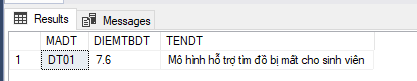 Results Messages
MADT DIEMTBDT TENDT
1 DT01 7.6 Mô hình hỗ trợ tìm đồ bị mất cho sinh viên